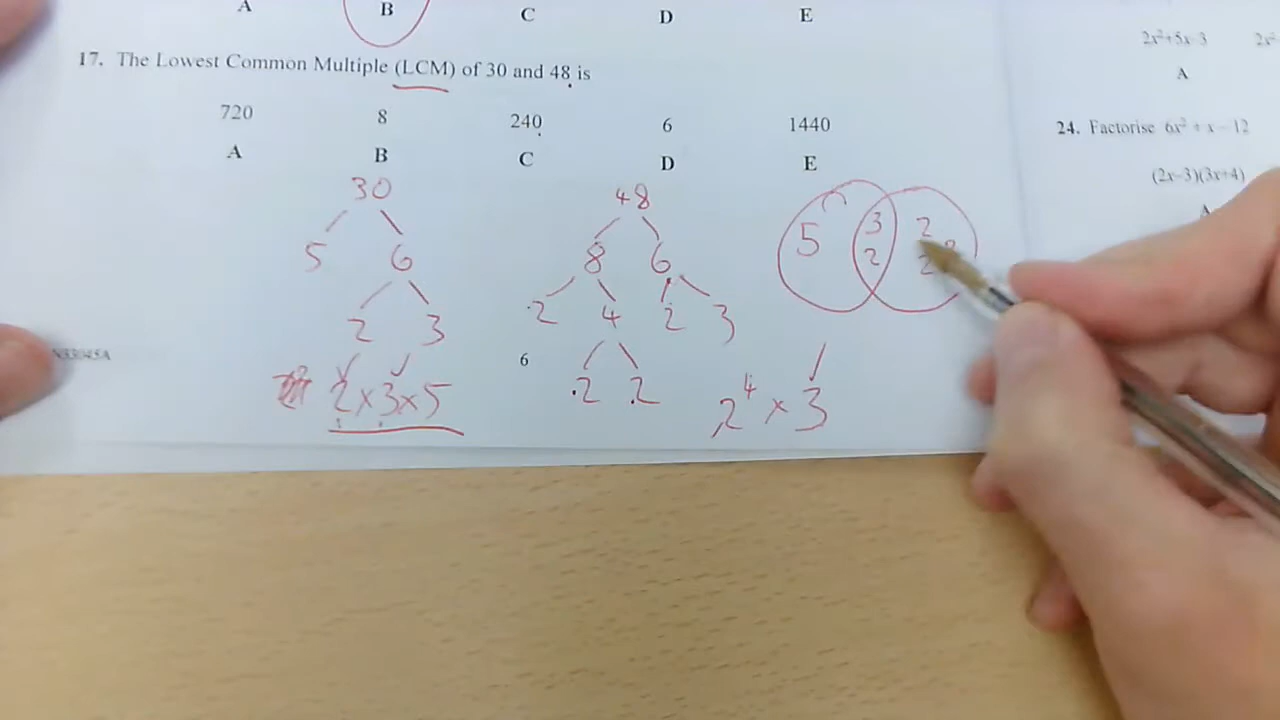 A B C D E
17. The Lowest Common Multiple (LCM) of 30 and 48 is
720 8 240 6 1440
A B C D E
30
5 6
2 3
2 x 3 x 5
48
8 6
2 4 2 3
2 2
6
2⁴ x 3
5 3 2
2 2
2x²+5x-3 2x²
A
24. Factorise 6x² + x - 12
(2x-3)(3x+4)
A